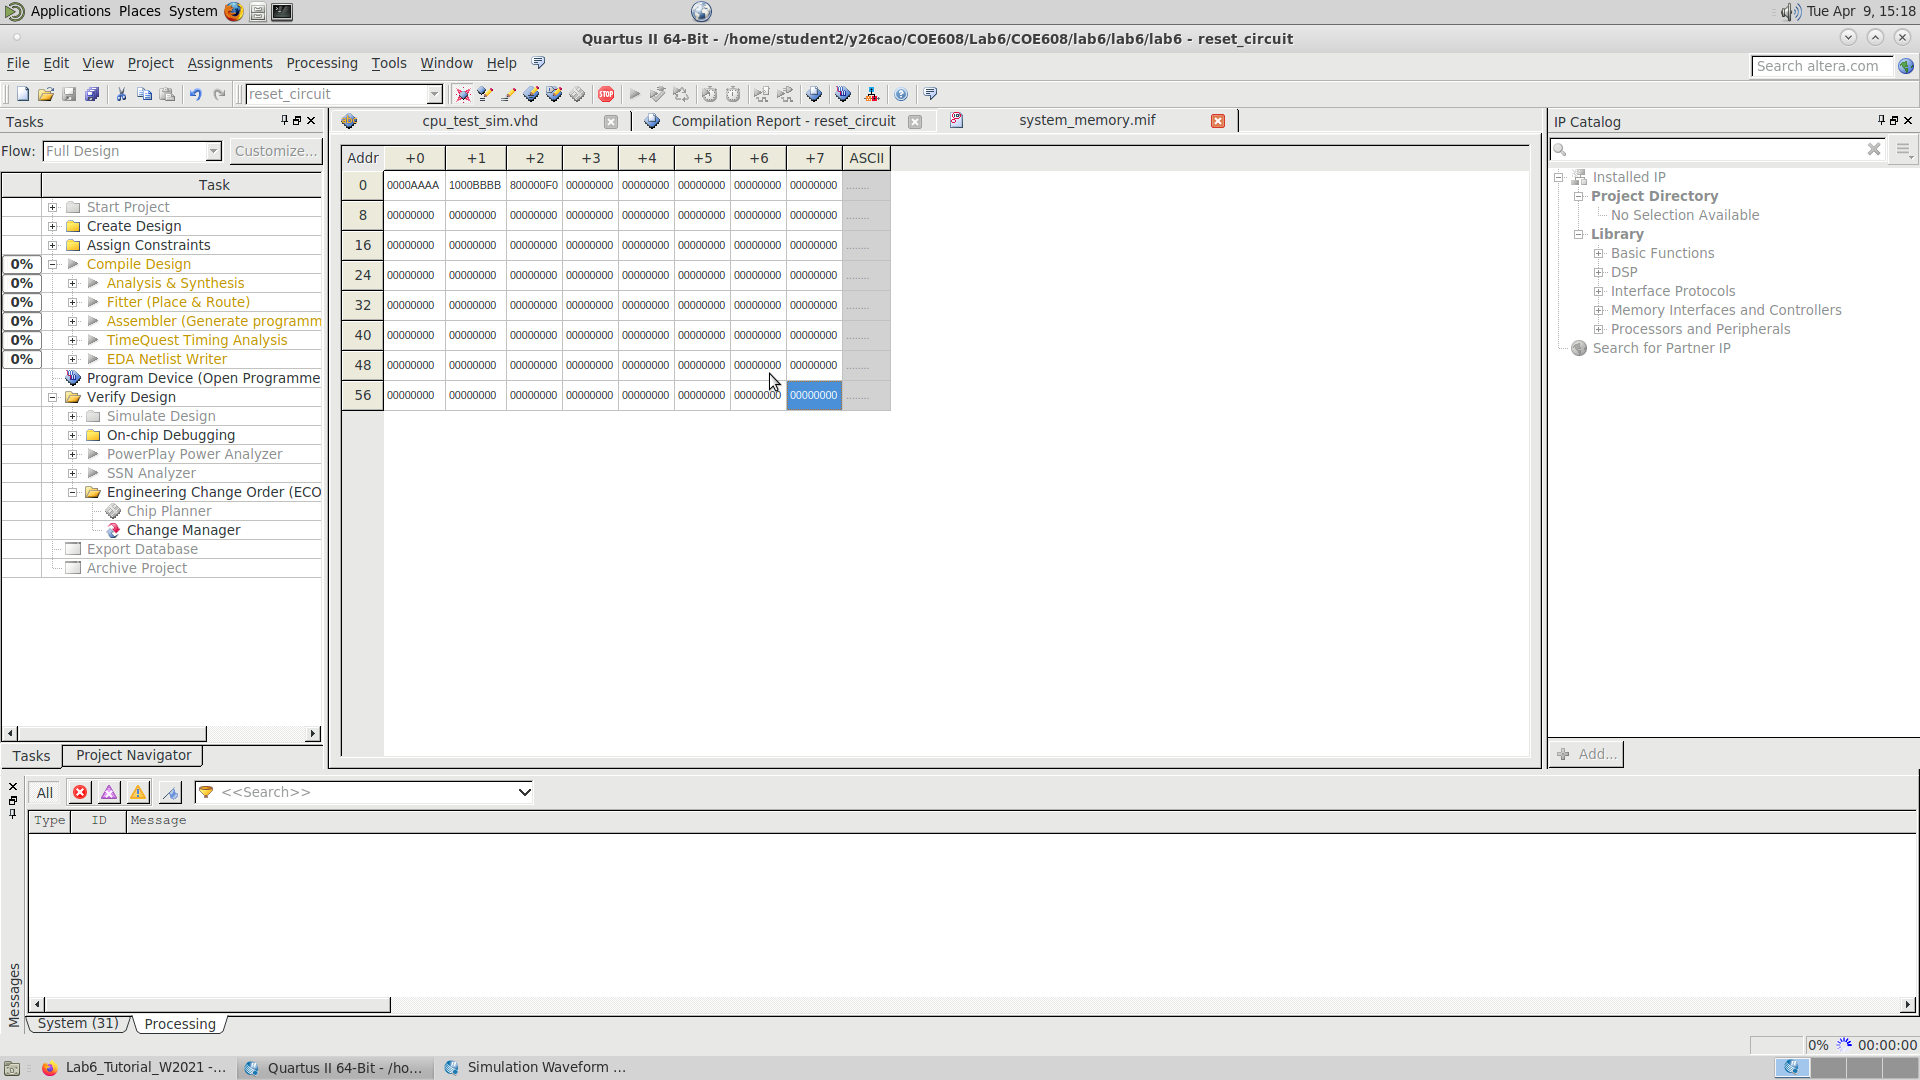 Applications Places System
Tue Apr 9, 15:18
Quartus II 64-Bit - /home/student2/y26cao/COE608/Lab6/COE608/lab6/lab6/lab6 - reset_circuit
File Edit View Project Assignments Processing Tools Window Help
Search altera.com
reset_circuit
STOP
Tasks
Flow: Full Design Customize...
Task
Start Project
Create Design
Assign Constraints
0% Compile Design
0% Analysis & Synthesis
0% Fitter (Place & Route)
0% Assembler (Generate programm
0% TimeQuest Timing Analysis
0% EDA Netlist Writer
Program Device (Open Programme
Verify Design
Simulate Design
On-chip Debugging
PowerPlay Power Analyzer
SSN Analyzer
Engineering Change Order (ECO
Chip Planner
Change Manager
Export Database
Archive Project
Tasks Project Navigator
cpu_test_sim.vhd Compilation Report - reset_circuit system_memory.mif
Addr +0 +1 +2 +3 +4 +5 +6 +7 ASCII
0 0000AAAA 1000BBBB 800000F0 00000000 00000000 00000000 00000000 00000000 ........
8 00000000 00000000 00000000 00000000 00000000 00000000 00000000 00000000 ........
16 00000000 00000000 00000000 00000000 00000000 00000000 00000000 00000000 ........
24 00000000 00000000 00000000 00000000 00000000 00000000 00000000 00000000 ........
32 00000000 00000000 00000000 00000000 00000000 00000000 00000000 00000000 ........
40 00000000 00000000 00000000 00000000 00000000 00000000 00000000 00000000 ........
48 00000000 00000000 00000000 00000000 00000000 00000000 00000000 00000000 ........
56 00000000 00000000 00000000 00000000 00000000 00000000 00000000 00000000 ........
IP Catalog
Installed IP
Project Directory
No Selection Available
Library
Basic Functions
DSP
Interface Protocols
Memory Interfaces and Controllers
Processors and Peripherals
Search for Partner IP
Add...
All <<Search>>
Type ID Message
Messages
System (31) Processing
0% 00:00:00
Lab6_Tutorial_W2021 -... Quartus II 64-Bit - /ho... Simulation Waveform ...